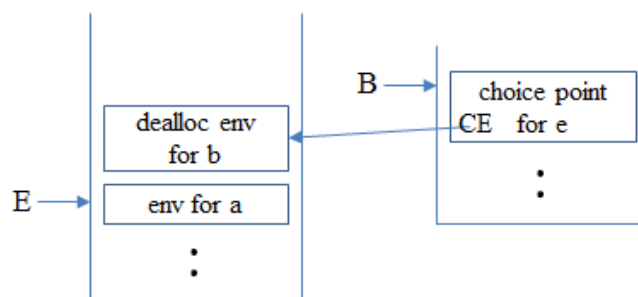 dealloc env
for b
E
env for a
B
choice point
CE for e